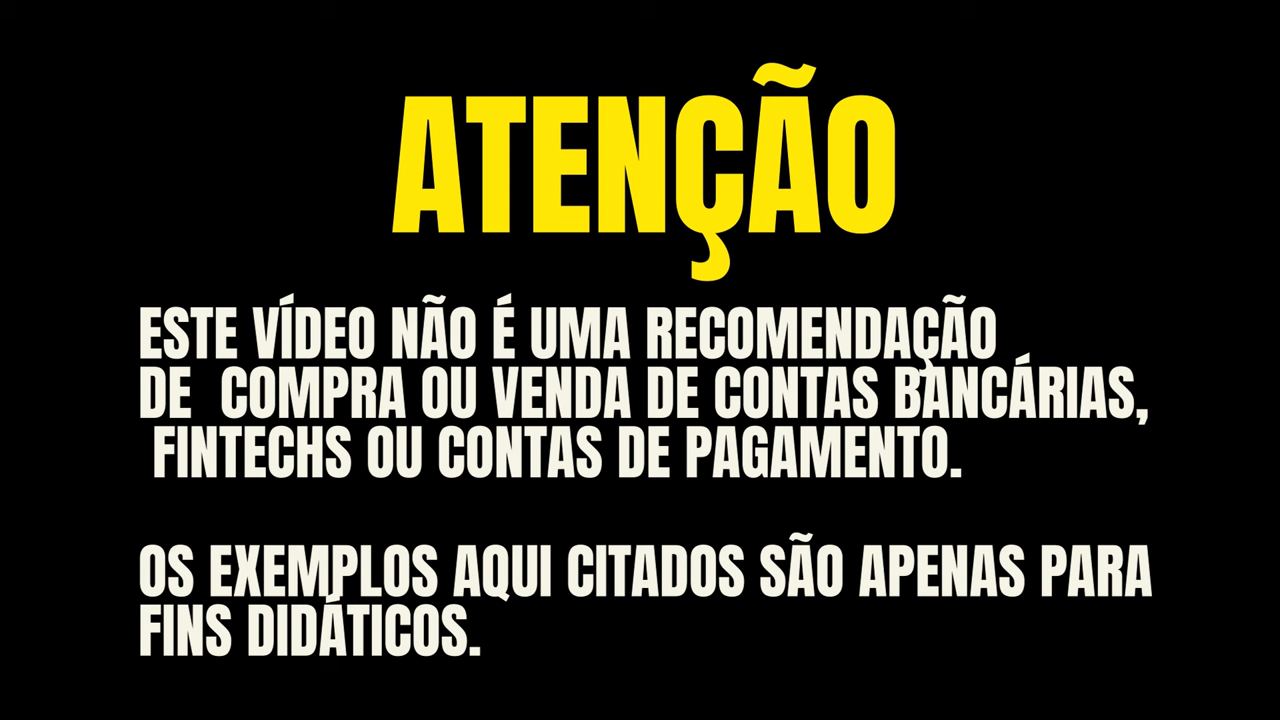 ATENÇÃO
ESTE VÍDEO NÃO É UMA RECOMENDAÇÃO
DE COMPRA OU VENDA DE CONTAS BANCÁRIAS,
FINTECHS OU CONTAS DE PAGAMENTO.
OS EXEMPLOS AQUI CITADOS SÃO APENAS PARA
FINS DIDÁTICOS.